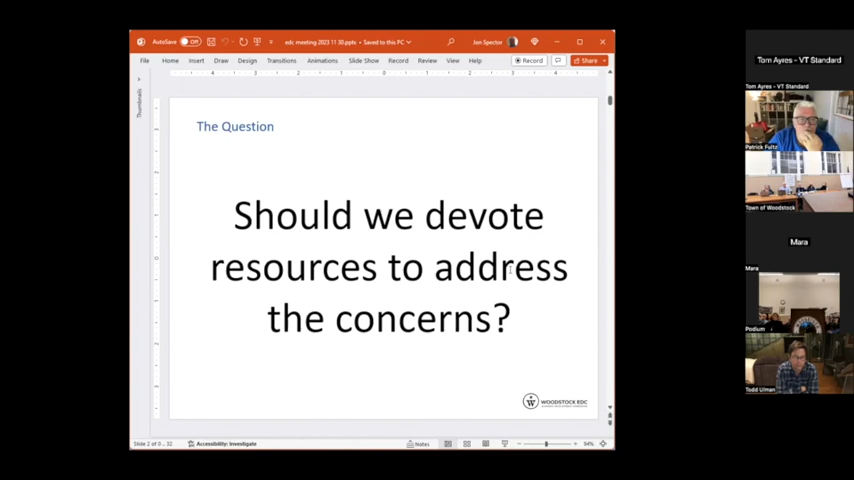 AutoSave Off
edc meeting 2023 11 30.pptx • Saved to this PC
Jon Spector
File Home Insert Draw Design Transitions Animations Slide Show Record Review View Help
Record
Share
Thumbnails
The Question
Should we devote
resources to address
the concerns?
WOODSTOCK EDC
Slide 2 of 0 .. 32
Accessibility: Investigate
Notes
94%
Tom Ayres - VT Standard
Tom Ayres - VT Standard
Patrick Fultz
Town of Woodstock
Mara
Mara
Podium
Todd Ulman